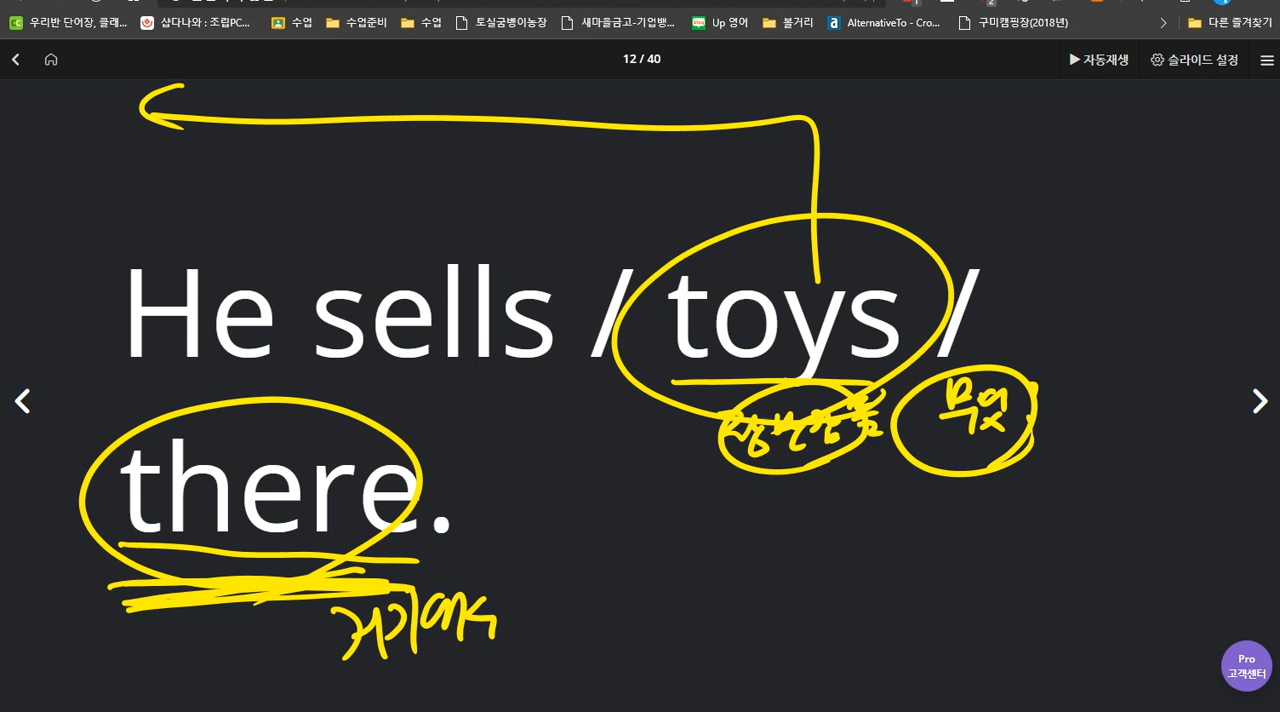 우리반 단어장, 클래...
샵다나와 : 조립PC...
수업
수업준비
수업
토실굼뱅이농장
새마을금고-기업뱅...
Up 영어
볼거리
AlternativeTo - Cro...
구미캠핑장(2018년)
다른 즐겨찾기
12 / 40
자동재생
슬라이드 설정
He sells / toys /
장난감을
무엇
there.
거기에서
Pro
고객센터